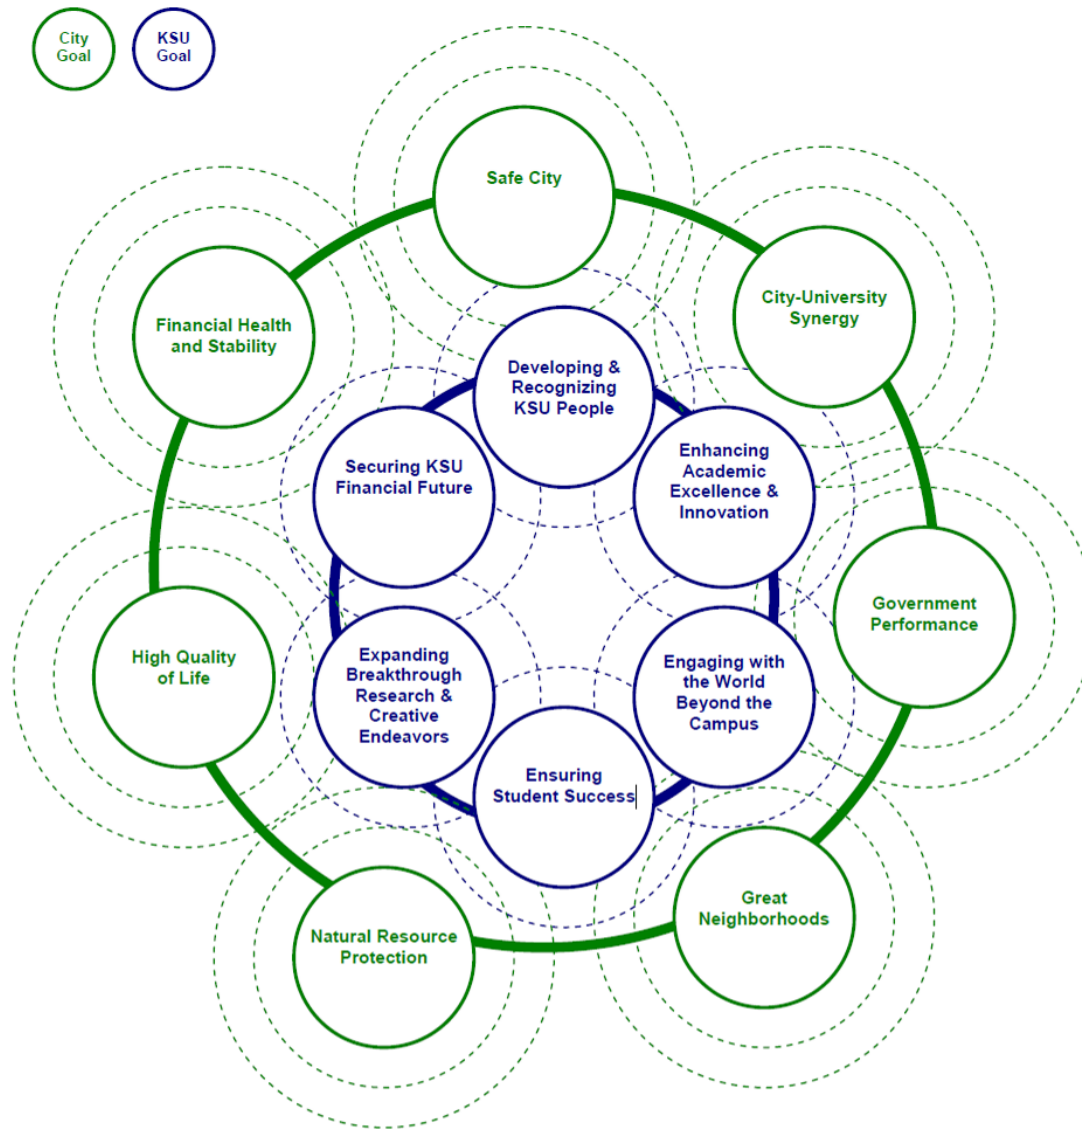 City
Goal
KSU
Goal
Safe City
City-University
Synergy
Financial Health
and Stability
Developing &
Recognizing
KSU People
Securing KSU
Financial Future
Enhancing
Academic
Excellence &
Innovation
Government
Performance
High Quality
of Life
Expanding
Breakthrough
Research &
Creative
Endeavors
Engaging with
the World
Beyond the
Campus
Ensuring
Student Success
Great
Neighborhoods
Natural Resource
Protection